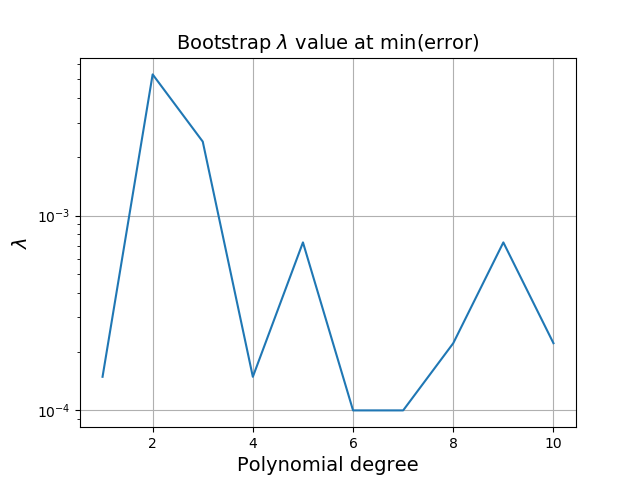 Bootstrap λ value at min(error)
λ
10⁻³
10⁻⁴
2 4 6 8 10
Polynomial degree